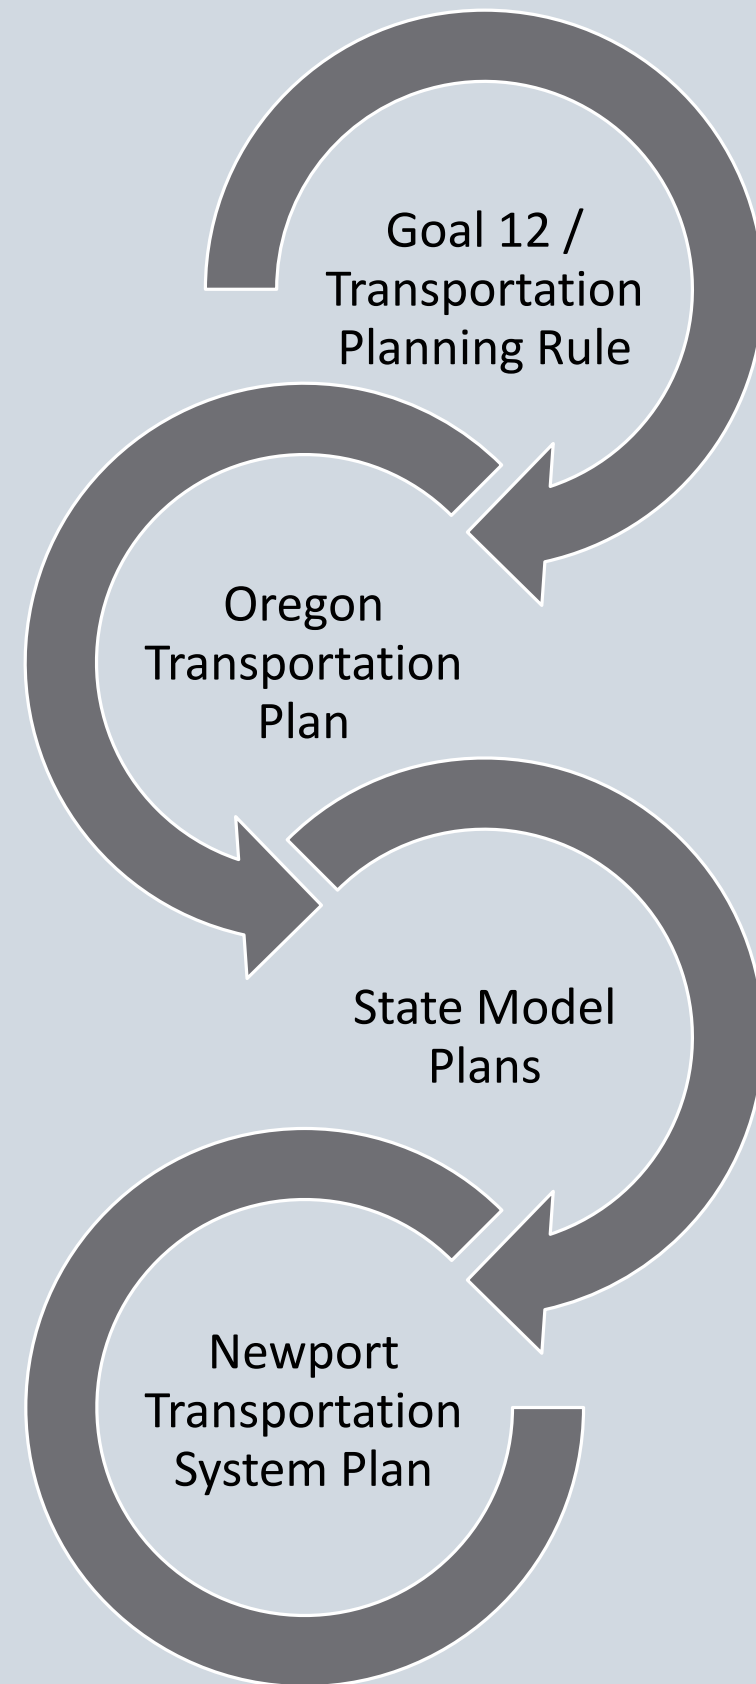 Goal 12 /
Transportation
Planning Rule
Oregon
Transportation
Plan
State Model
Plans
Newport
Transportation
System Plan